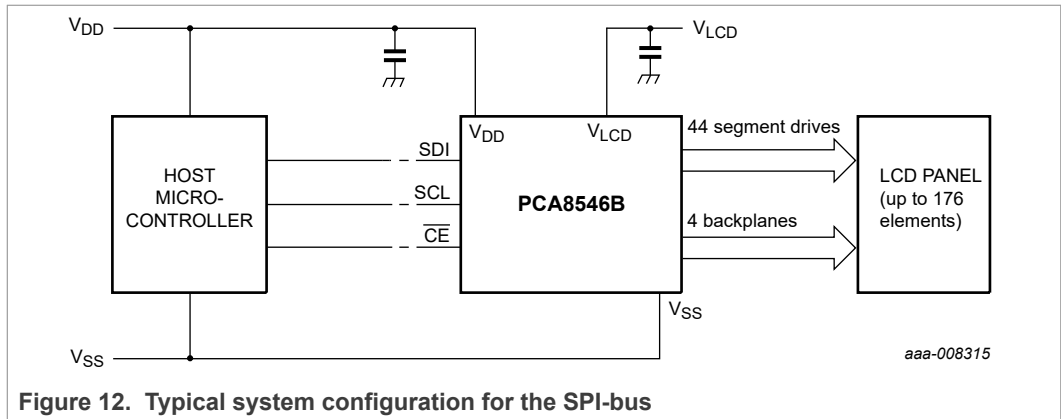 VDD
VLCD
VDD
VLCD
44 segment drives
SDI
HOST
MICRO-
CONTROLLER
SCL
PCA8546B
LCD PANEL
(up to 176
elements)
4 backplanes
CE
VSS
VSS
aaa-008315
Figure 12. Typical system configuration for the SPI-bus